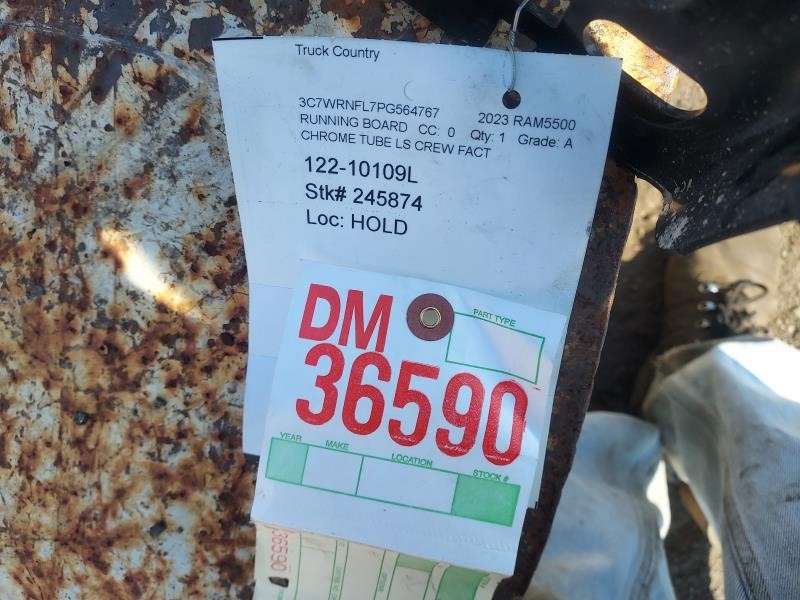 Truck Country
3C7WRNFL7PG564767 2023 RAM5500
RUNNING BOARD CC: 0 Qty: 1 Grade: A
CHROME TUBE LS CREW FACT
122-10109L
Stk# 245874
Loc: HOLD
DM
PART TYPE
36590
YEAR MAKE LOCATION STOCK #
36590